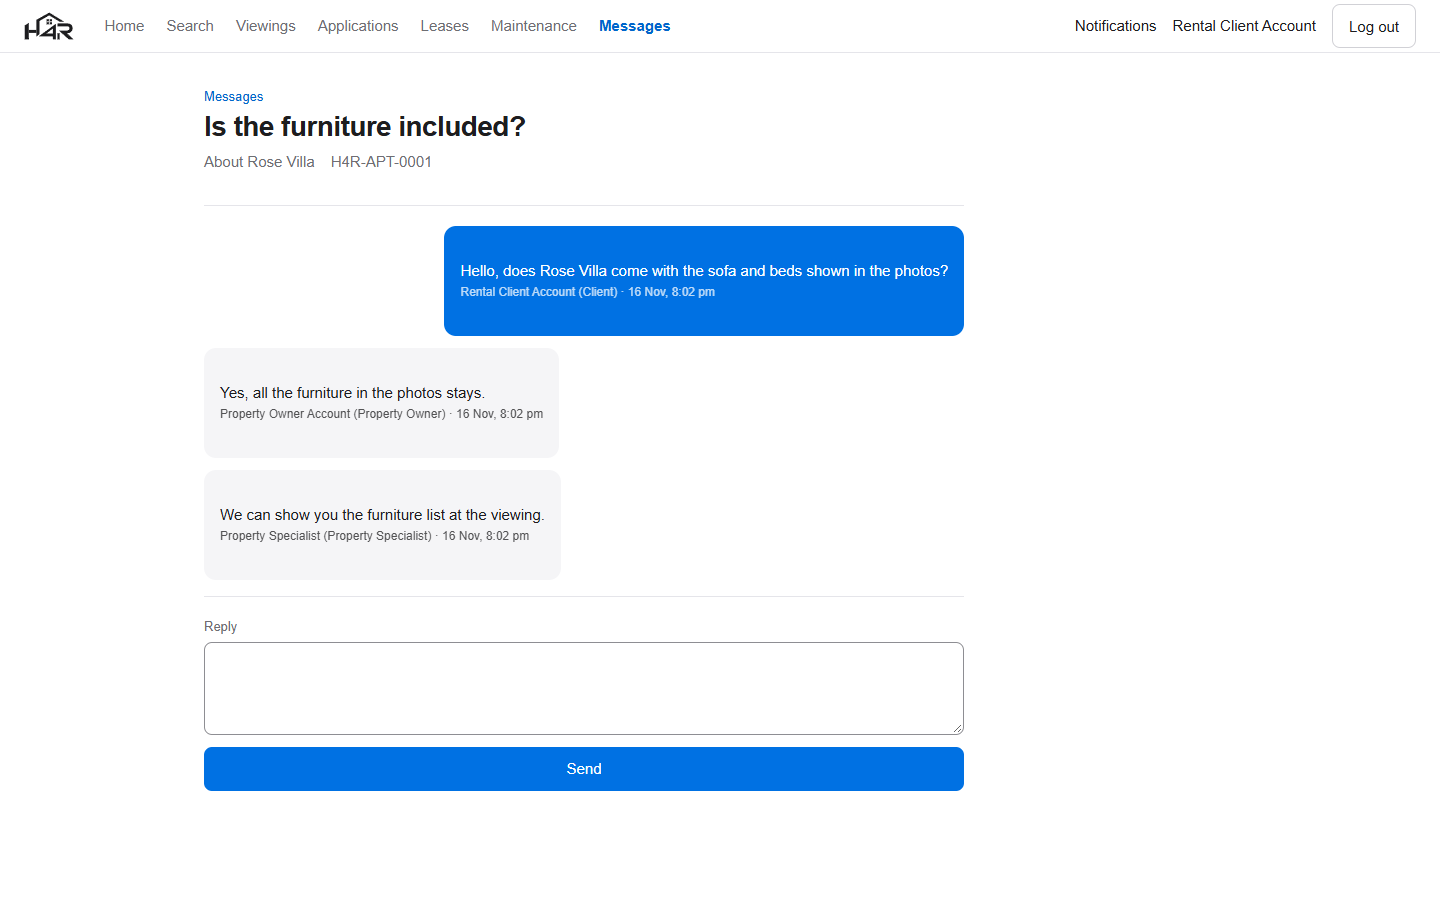 H4R
Home Search Viewings Applications Leases Maintenance Messages
Notifications Rental Client Account Log out
Messages
Is the furniture included?
About Rose Villa H4R-APT-0001
Hello, does Rose Villa come with the sofa and beds shown in the photos?
Rental Client Account (Client) · 16 Nov, 8:02 pm
Yes, all the furniture in the photos stays.
Property Owner Account (Property Owner) · 16 Nov, 8:02 pm
We can show you the furniture list at the viewing.
Property Specialist (Property Specialist) · 16 Nov, 8:02 pm
Reply
Send